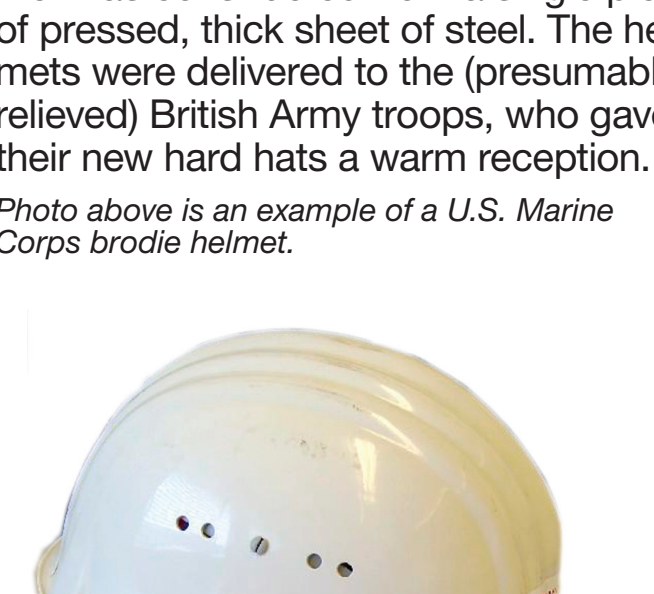 of pressed, thick sheet of steel. The he
mets were delivered to the (presumabl
relieved) British Army troops, who gave
their new hard hats a warm reception.
Photo above is an example of a U.S. Marine
Corps brodie helmet.